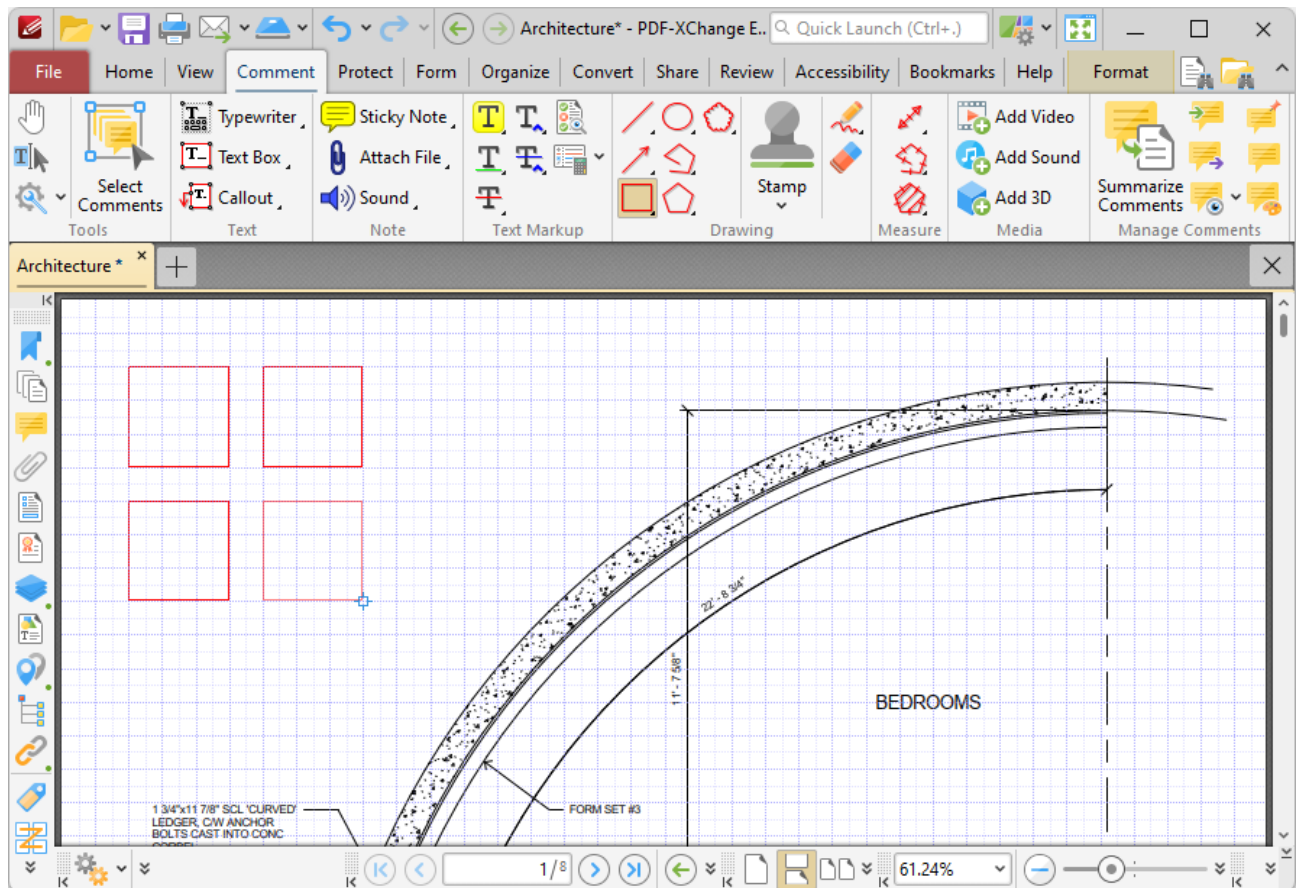 Architecture* - PDF-XChange E.. Quick Launch (Ctrl+.)
File Home View Comment Protect Form Organize Convert Share Review Accessibility Bookmarks Help Format
Typewriter Sticky Note T T Add Video
T Text Box Attach File T T Add Sound
Select Comments T Callout Sound T Stamp Summarize Comments Add 3D
Tools Text Note Text Markup Drawing Measure Media Manage Comments
Architecture *
22' - 8 3/4"
11' - 7 5/8"
BEDROOMS
1 3/4"x11 7/8" SCL 'CURVED'
LEDGER, C/W ANCHOR
BOLTS CAST INTO CONC
CORBEL
FORM SET #3
1/8 61.24%